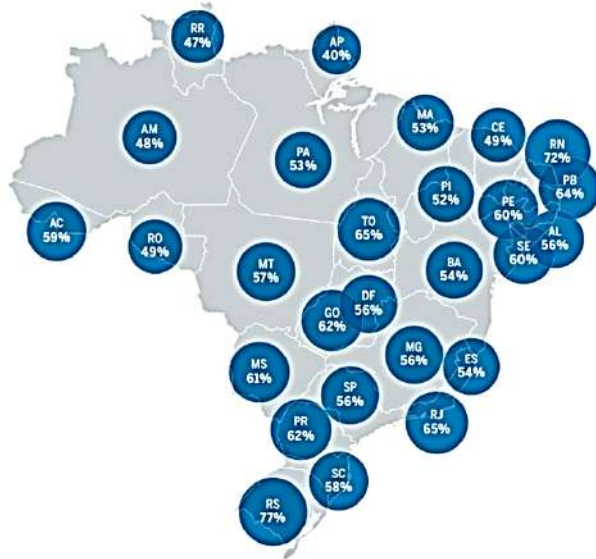 RR
47%
AP
40%
MA
53%
CE
49%
RN
72%
AM
48%
PA
53%
PI
52%
PB
64%
PE
60%
AC
59%
RO
49%
TO
65%
AL
56%
SE
60%
MT
57%
BA
54%
DF
56%
GO
62%
MG
56%
ES
54%
MS
61%
SP
56%
RJ
65%
PR
62%
SC
58%
RS
77%